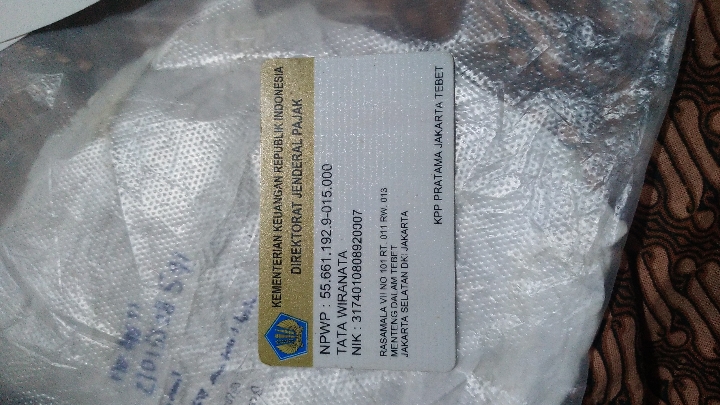 KEMENTERIAN KEUANGAN REPUBLIK INDONESIA
DIREKTORAT JENDERAL PAJAK
NPWP : 55.661.192.9-015.000
TATA WIRANATA
NIK : 3174010808920007
RASAMALA VII NO 101 RT. 011 RW. 013
MENTENG DALAM TEBET
JAKARTA SELATAN DKI JAKARTA
KPP PRATAMA JAKARTA TEBET